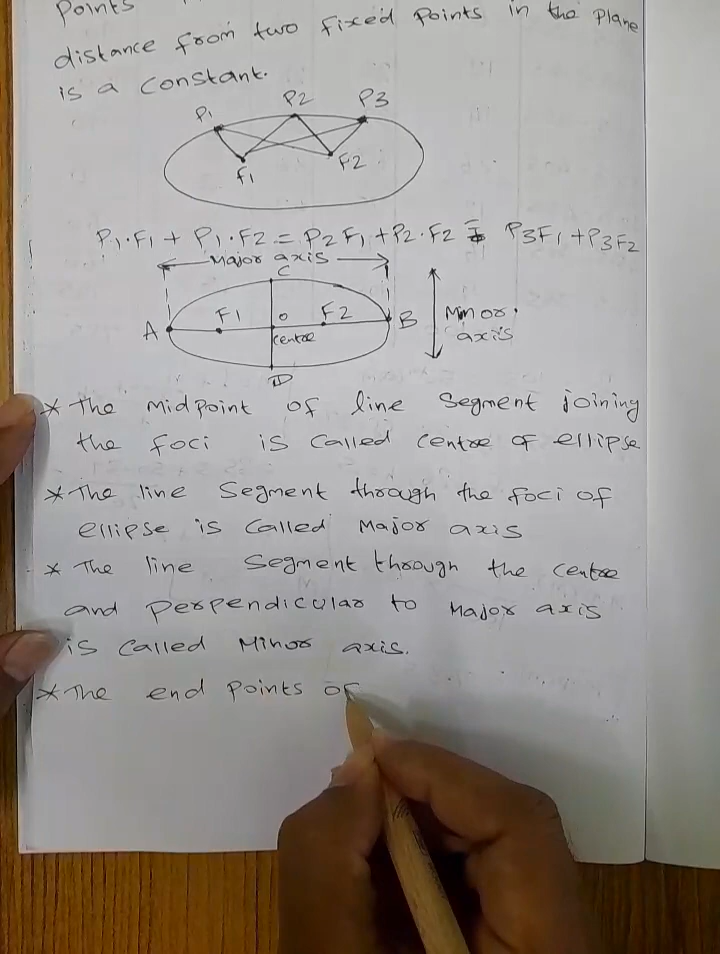 Points
distance from two fixed points in the plane
is a constant.
P1 P2 P3
F1 F2
P1.F1 + P1.F2 = P2F1 + P2.F2 = P3F1 + P3F2
Major axis
C
A F1 O F2 B Minor
centre axis
D
* The midpoint of line segment joining
the foci is called centre of ellipse
* The line segment through the foci of
ellipse is called Major axis
* The line segment through the centre
and perpendicular to Major axis
is called Minor axis.
* The end points of